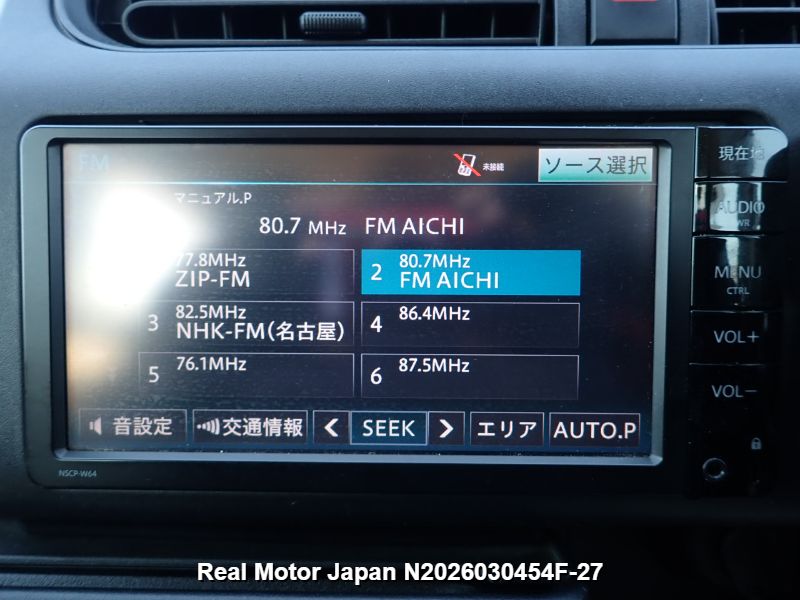 FM
未接続
ソース選択
マニュアル.P
80.7 MHz FM AICHI
77.8MHz
ZIP-FM
2 80.7MHz
FM AICHI
3 82.5MHz
NHK-FM(名古屋)
4 86.4MHz
5 76.1MHz
6 87.5MHz
音設定
交通情報
SEEK
エリア
AUTO.P
現在地
AUDIO
PWR
MENU
CTRL
VOL+
VOL−
NSCP-W64
Real Motor Japan N2026030454F-27